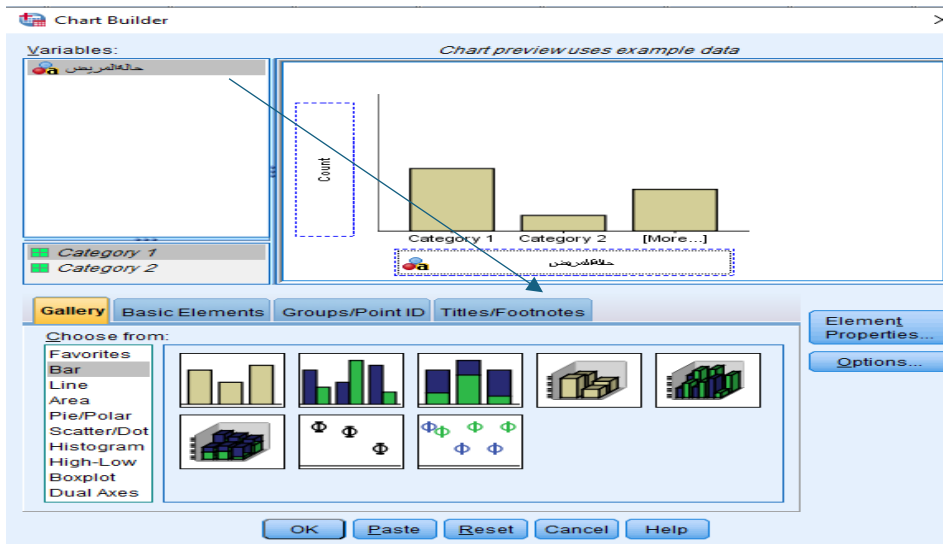 Chart Builder
Variables:
Chart preview uses example data
حالةالمريض
Count
Category 1 Category 2 [More...]
حالةالمريض
Category 1
Category 2
Gallery Basic Elements Groups/Point ID Titles/Footnotes
Element Properties...
Options...
Choose from:
Favorites
Bar
Line
Area
Pie/Polar
Scatter/Dot
Histogram
High-Low
Boxplot
Dual Axes
OK Paste Reset Cancel Help